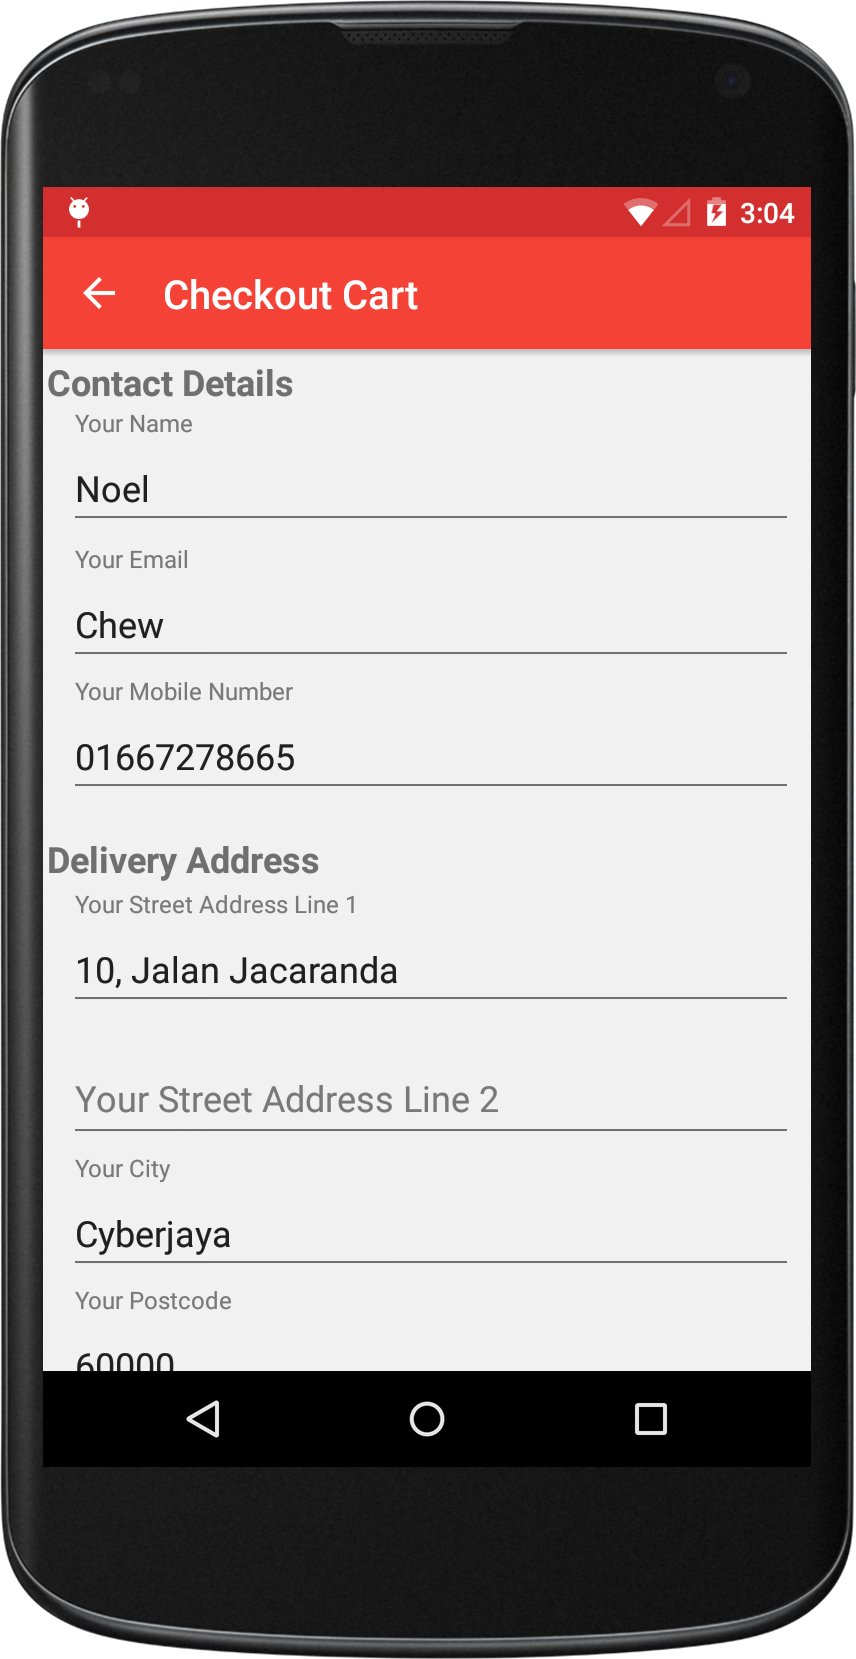 3:04
Checkout Cart
Contact Details
Your Name
Noel
Your Email
Chew
Your Mobile Number
01667278665
Delivery Address
Your Street Address Line 1
10, Jalan Jacaranda
Your Street Address Line 2
Your City
Cyberjaya
Your Postcode
60000